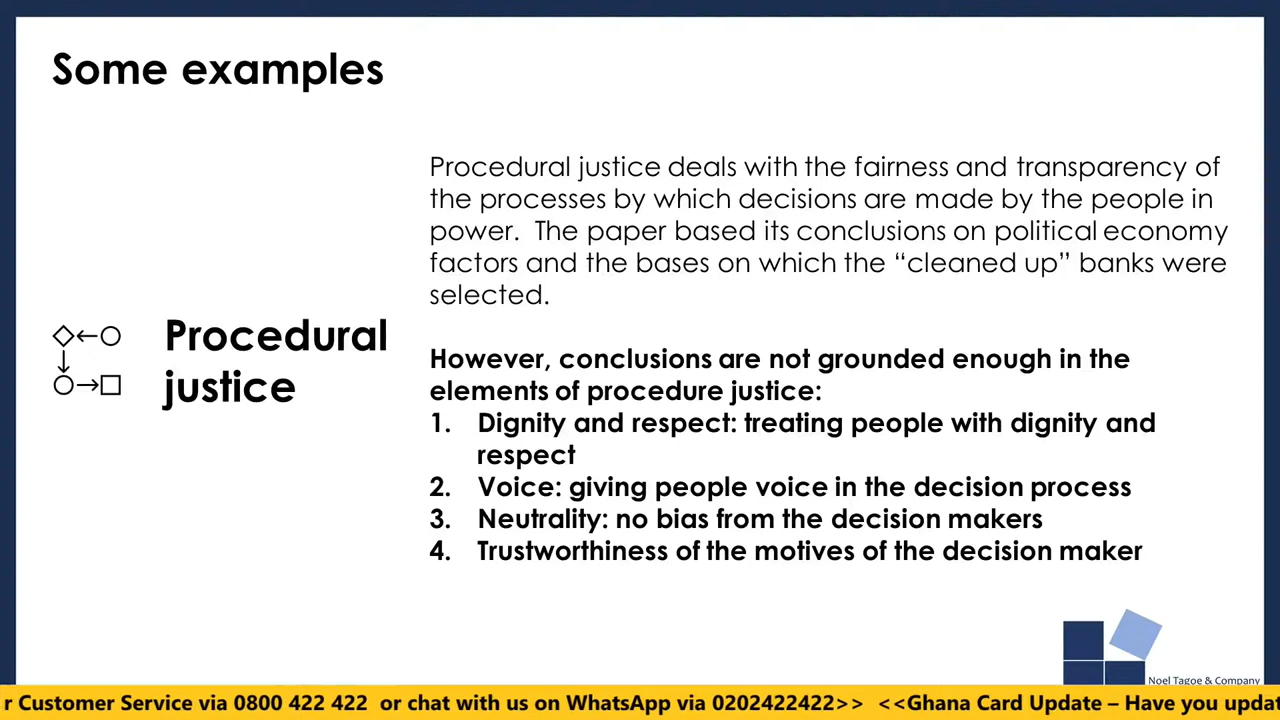 Some examples
Procedural justice deals with the fairness and transparency of
the processes by which decisions are made by the people in
power.  The paper based its conclusions on political economy
factors and the bases on which the “cleaned up” banks were
selected.
Procedural
justice
However, conclusions are not grounded enough in the
elements of procedure justice:
1. Dignity and respect: treating people with dignity and
respect
2. Voice: giving people voice in the decision process
3. Neutrality: no bias from the decision makers
4. Trustworthiness of the motives of the decision maker
Noel Tagoe & Company
r Customer Service via 0800 422 422  or chat with us on WhatsApp via 0202422422>>  <<Ghana Card Update – Have you updat